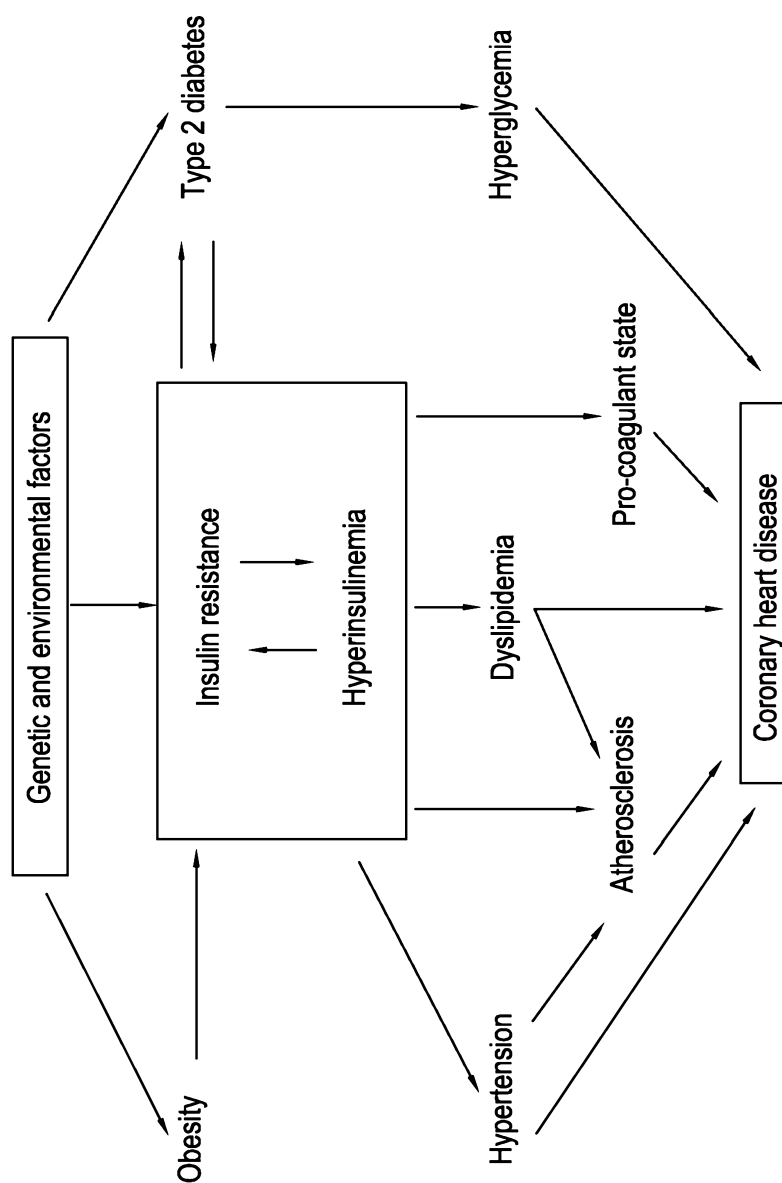 Genetic and environmental factors
Obesity
Insulin resistance
Type 2 diabetes
Hyperinsulinemia
Hypertension
Dyslipidemia
Hyperglycemia
Atherosclerosis
Pro-coagulant state
Coronary heart disease